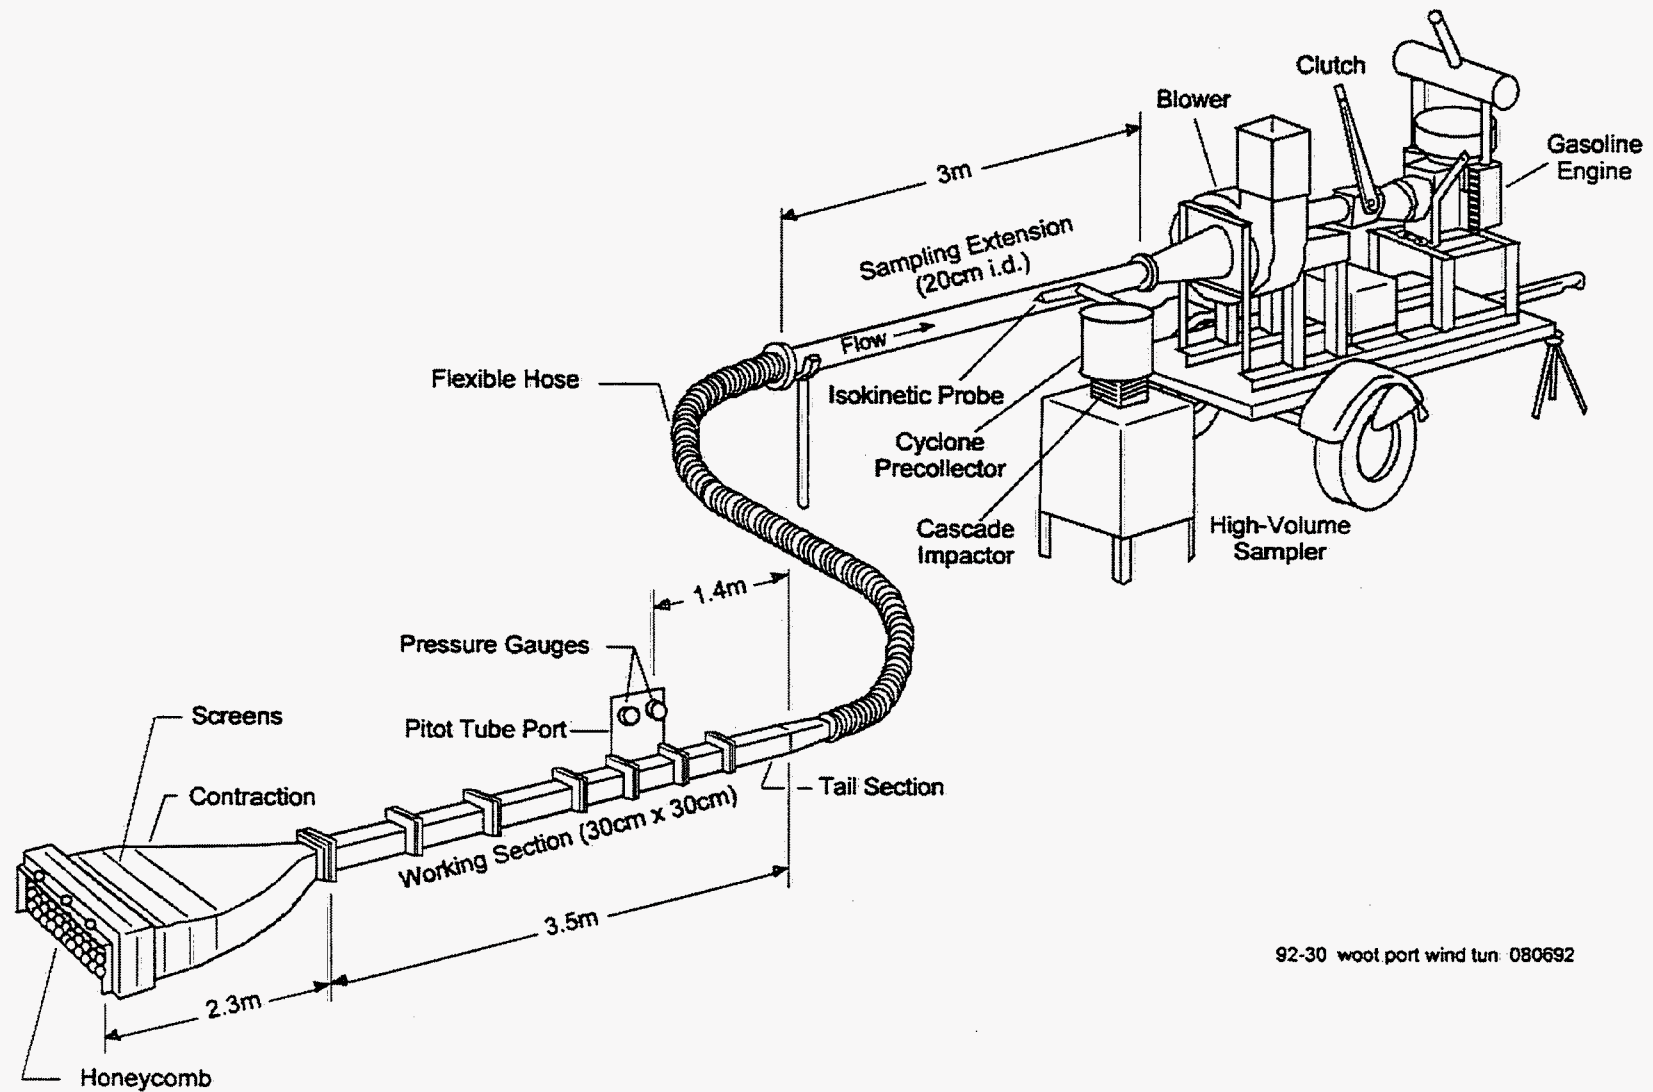 Clutch
Blower
Gasoline
Engine
3m
Sampling Extension
(20cm i.d.)
Flow
Flexible Hose
Isokinetic Probe
Cyclone
Precollector
Cascade
Impactor
High-Volume
Sampler
1.4m
Pressure Gauges
Screens
Pitot Tube Port
Contraction
Tail Section
Working Section (30cm x 30cm)
3.5m
92-30 woot port wind tun 080692
2.3m
Honeycomb